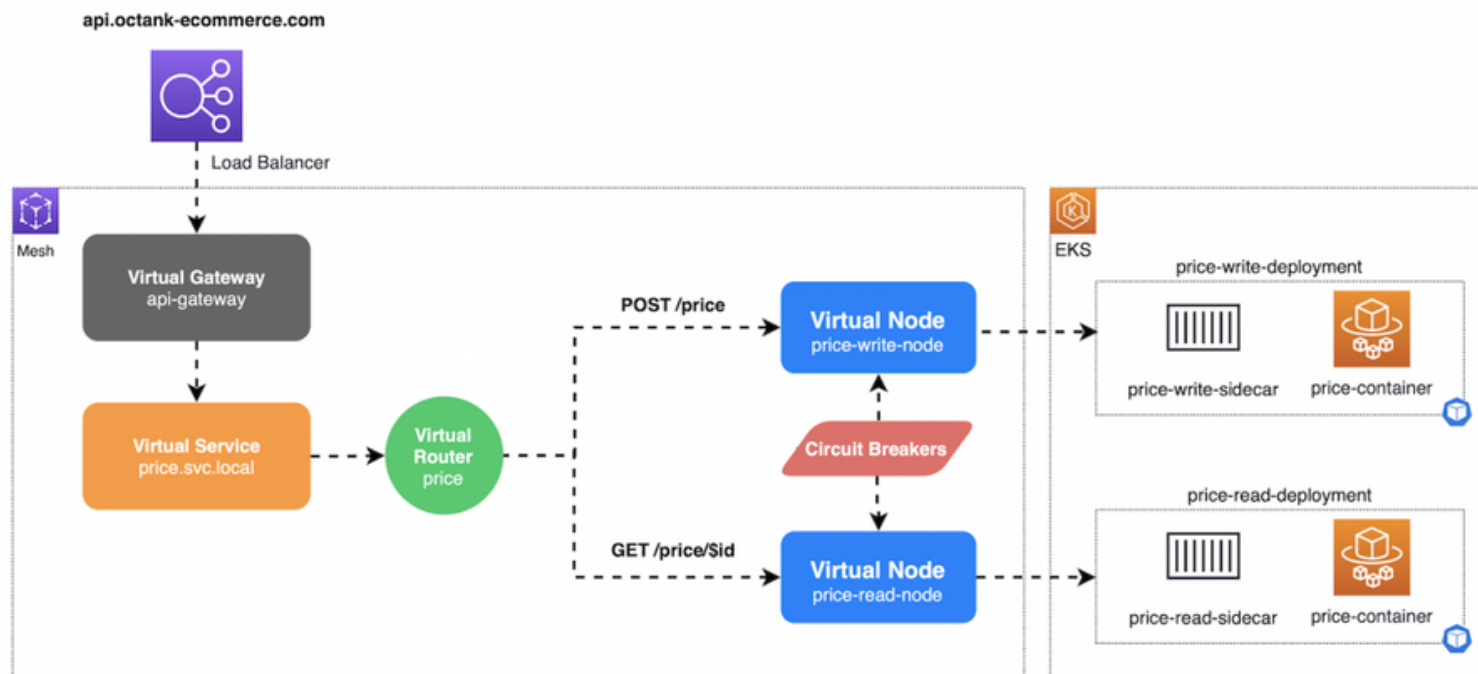 api.octank-ecommerce.com
Load Balancer
Mesh
EKS
Virtual Gateway
api-gateway
Virtual Service
price.svc.local
Virtual
Router
price
POST /price
GET /price/$id
Virtual Node
price-write-node
Circuit Breakers
Virtual Node
price-read-node
price-write-deployment
price-write-sidecar
price-container
price-read-deployment
price-read-sidecar
price-container